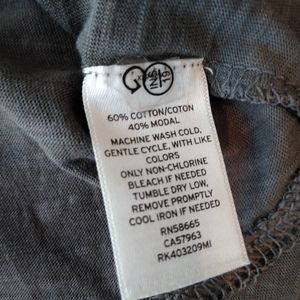 60% COTTON/COTON
40% MODAL
MACHINE WASH COLD,
GENTLE CYCLE, WITH LIKE
COLORS
ONLY NON-CHLORINE
BLEACH IF NEEDED
TUMBLE DRY LOW,
REMOVE PROMPTLY
COOL IRON IF NEEDED
RN58665
CA57963
RK403209MI